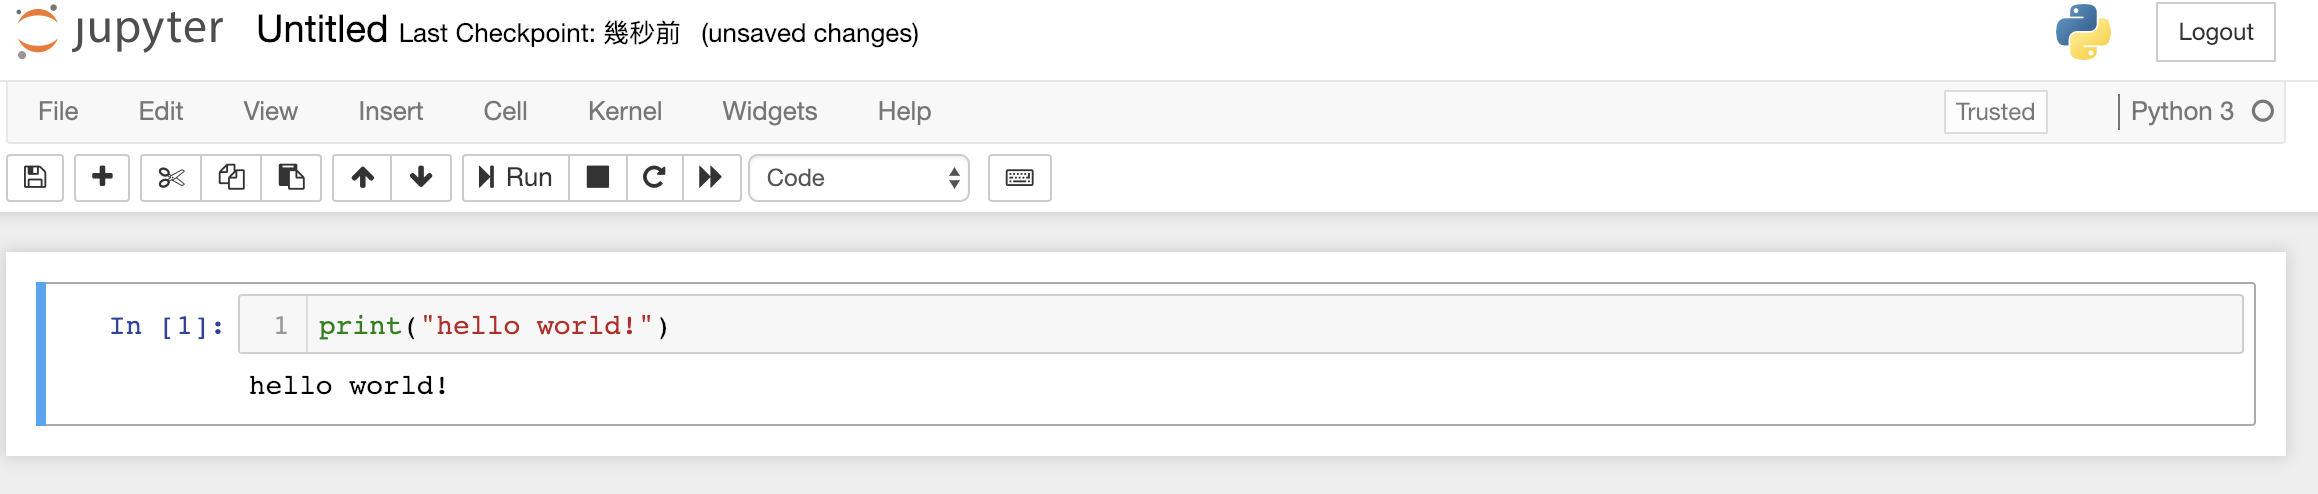 jupyter Untitled Last Checkpoint: 幾秒前 (unsaved changes) Logout
File Edit View Insert Cell Kernel Widgets Help Trusted Python 3
Run Code
In [1]: 1 print("hello world!")
hello world!